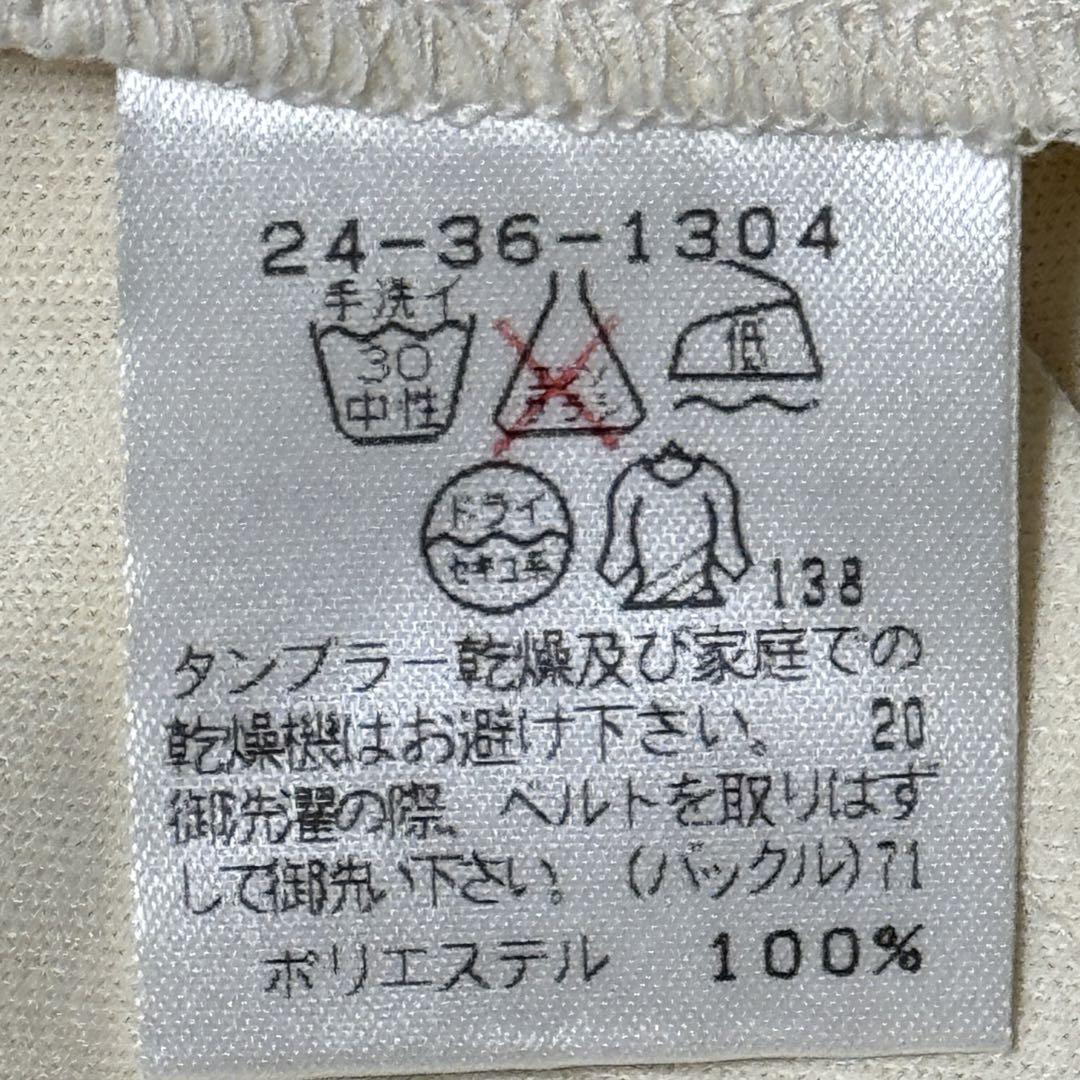 24-36-1304
手洗イ
30
中性
エンソ
サラシ
低
ドライ
セキユ系
138
タンブラー乾燥及び家庭での
乾燥機はお避け下さい。 20
御洗濯の際、ベルトを取りはず
して御洗い下さい。(バックル)71
ポリエステル 100%